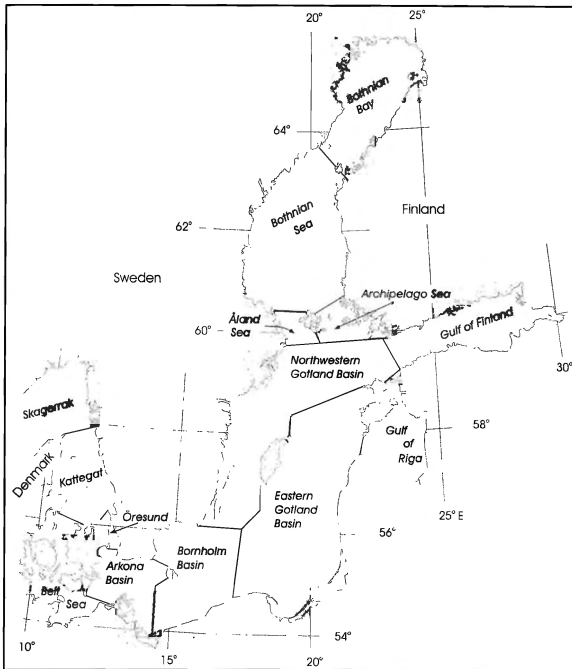 20°
25°
Bothnian
Bay
64°
Bothnian
Sea
Finland
62°
Sweden
Archipelago Sea
Åland
Sea
60°
Gulf of Finland
Northwestern
Gotland Basin
30°
Skagerrak
58°
Gulf
of
Riga
Denmark
Kattegat
Eastern
Gotland
Basin
25° E
Öresund
56°
Bornholm
Basin
Arkona
Basin
Belt
Sea
54°
10°
15°
20°